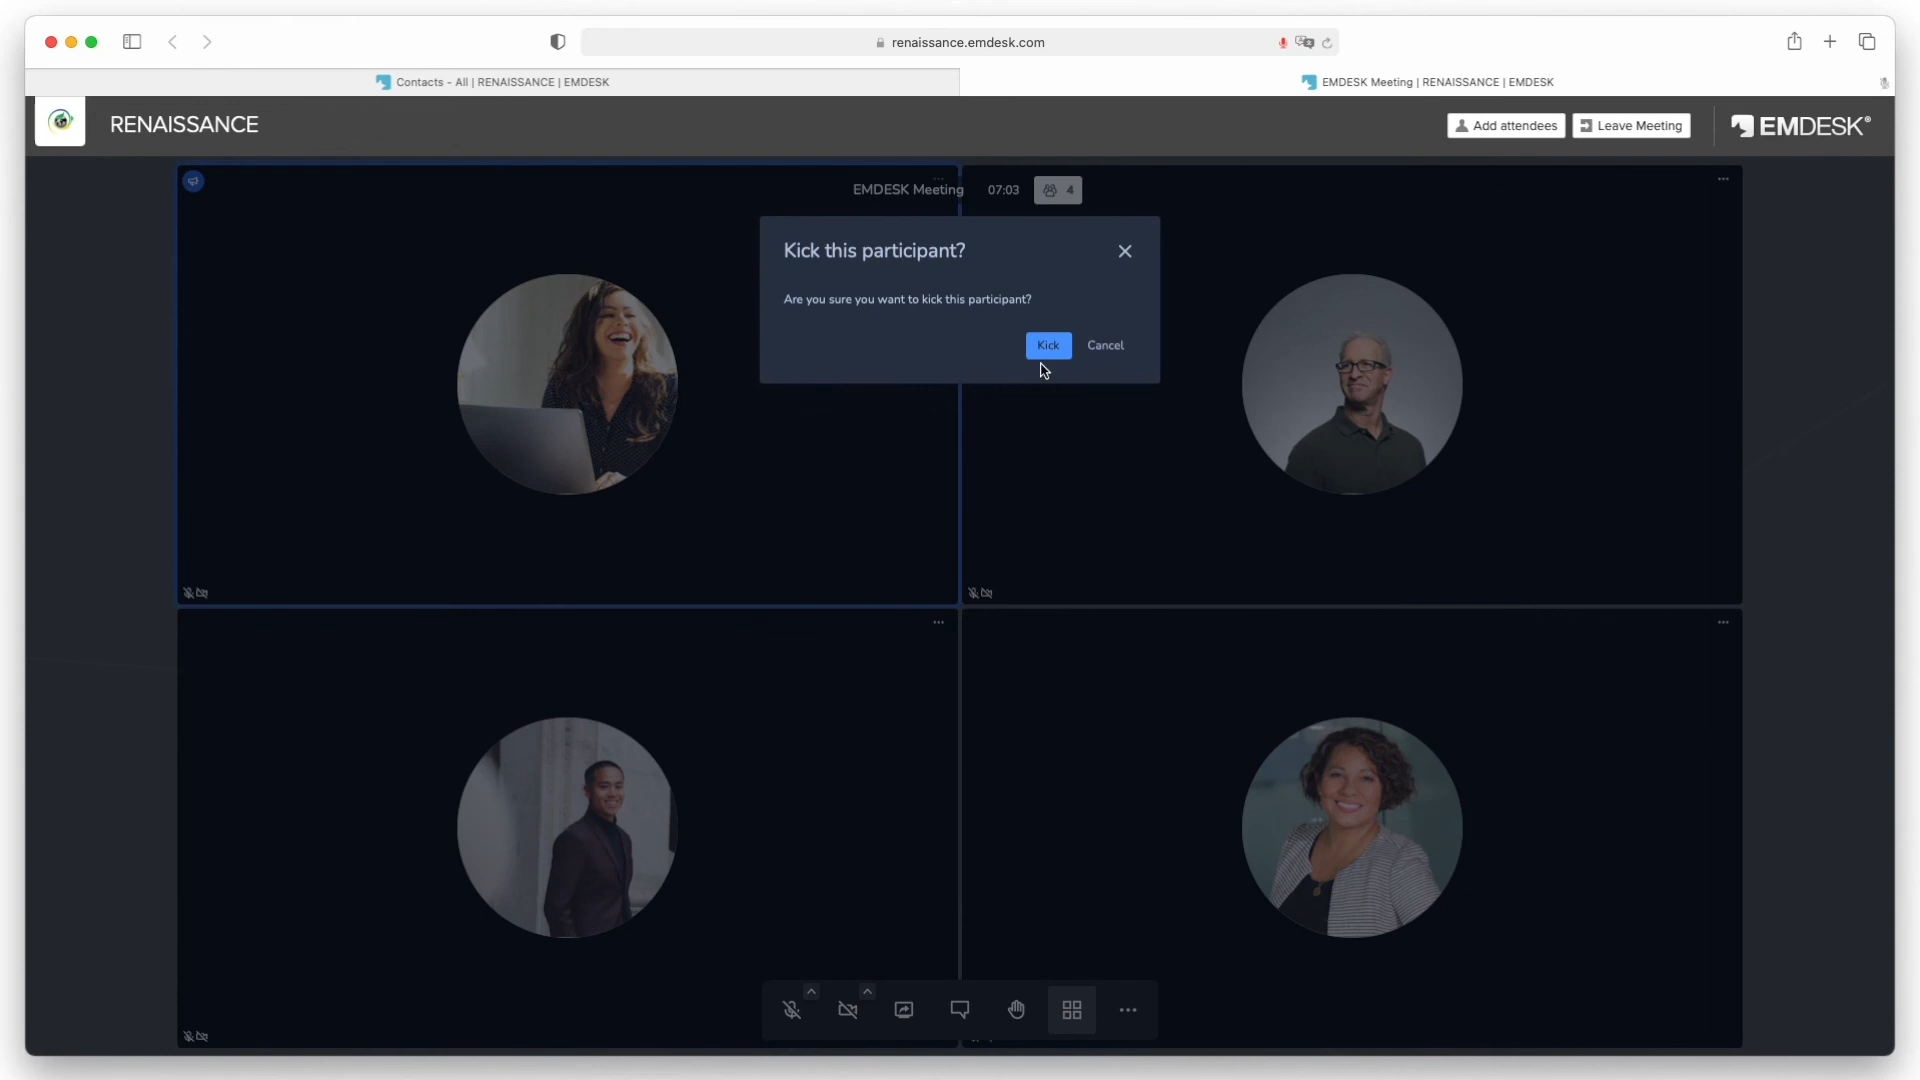 renaissance.emdesk.com
Contacts - All | RENAISSANCE | EMDESK
EMDESK Meeting | RENAISSANCE | EMDESK
RENAISSANCE
Add attendees
Leave Meeting
EMDESK®
EMDESK Meeting 07:03 4
Kick this participant?
Are you sure you want to kick this participant?
Kick Cancel